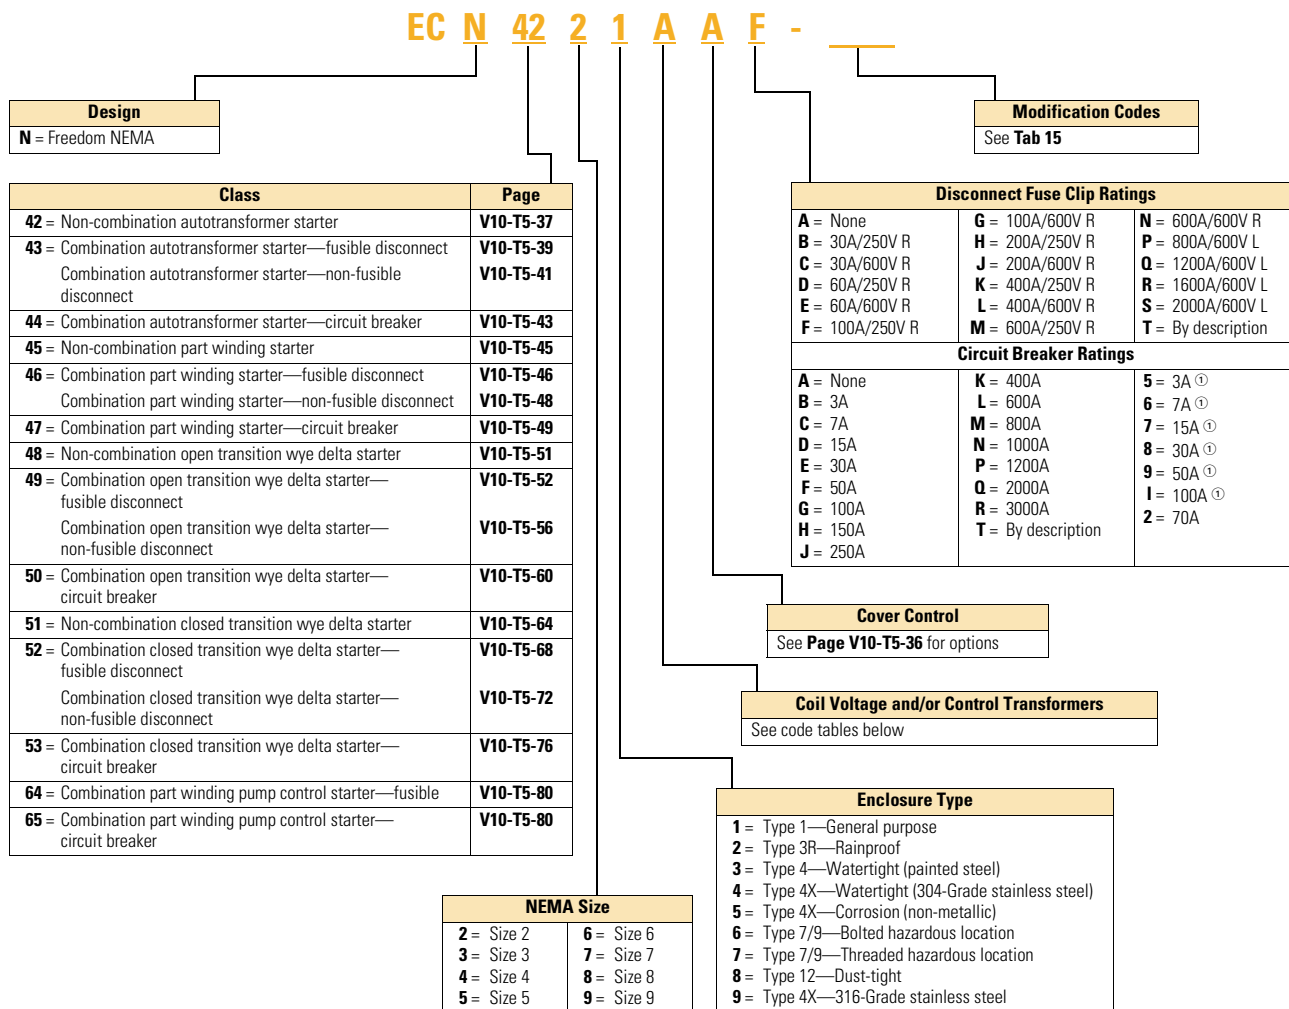 EC N 42 2 1 A A F -
Design
N = Freedom NEMA
Modification Codes
See Tab 15
Class Page
42 = Non-combination autotransformer starter V10-T5-37
43 = Combination autotransformer starter—fusible disconnect V10-T5-39
Combination autotransformer starter—non-fusible V10-T5-41
disconnect
44 = Combination autotransformer starter—circuit breaker V10-T5-43
45 = Non-combination part winding starter V10-T5-45
46 = Combination part winding starter—fusible disconnect V10-T5-46
Combination part winding starter—non-fusible disconnect V10-T5-48
47 = Combination part winding starter—circuit breaker V10-T5-49
48 = Non-combination open transition wye delta starter V10-T5-51
49 = Combination open transition wye delta starter— V10-T5-52
fusible disconnect
Combination open transition wye delta starter— V10-T5-56
non-fusible disconnect
50 = Combination open transition wye delta starter— V10-T5-60
circuit breaker
51 = Non-combination closed transition wye delta starter V10-T5-64
52 = Combination closed transition wye delta starter— V10-T5-68
fusible disconnect
Combination closed transition wye delta starter— V10-T5-72
non-fusible disconnect
53 = Combination closed transition wye delta starter— V10-T5-76
circuit breaker
64 = Combination part winding pump control starter—fusible V10-T5-80
65 = Combination part winding pump control starter— V10-T5-80
circuit breaker
Disconnect Fuse Clip Ratings
A = None
B = 30A/250V R
C = 30A/600V R
D = 60A/250V R
E = 60A/600V R
F = 100A/250V R
G = 100A/600V R
H = 200A/250V R
J = 200A/600V R
K = 400A/250V R
L = 400A/600V R
M = 600A/250V R
N = 600A/600V R
P = 800A/600V L
Q = 1200A/600V L
R = 1600A/600V L
S = 2000A/600V L
T = By description
Circuit Breaker Ratings
A = None
B = 3A
C = 7A
D = 15A
E = 30A
F = 50A
G = 100A
H = 150A
J = 250A
K = 400A
L = 600A
M = 800A
N = 1000A
P = 1200A
Q = 2000A
R = 3000A
T = By description
5 = 3A ①
6 = 7A ①
7 = 15A ①
8 = 30A ①
9 = 50A ①
I = 100A ①
2 = 70A
Cover Control
See Page V10-T5-36 for options
Coil Voltage and/or Control Transformers
See code tables below
Enclosure Type
1 = Type 1—General purpose
2 = Type 3R—Rainproof
3 = Type 4—Watertight (painted steel)
4 = Type 4X—Watertight (304-Grade stainless steel)
5 = Type 4X—Corrosion (non-metallic)
6 = Type 7/9—Bolted hazardous location
7 = Type 7/9—Threaded hazardous location
8 = Type 12—Dust-tight
9 = Type 4X—316-Grade stainless steel
NEMA Size
2 = Size 2
3 = Size 3
4 = Size 4
5 = Size 5
6 = Size 6
7 = Size 7
8 = Size 8
9 = Size 9